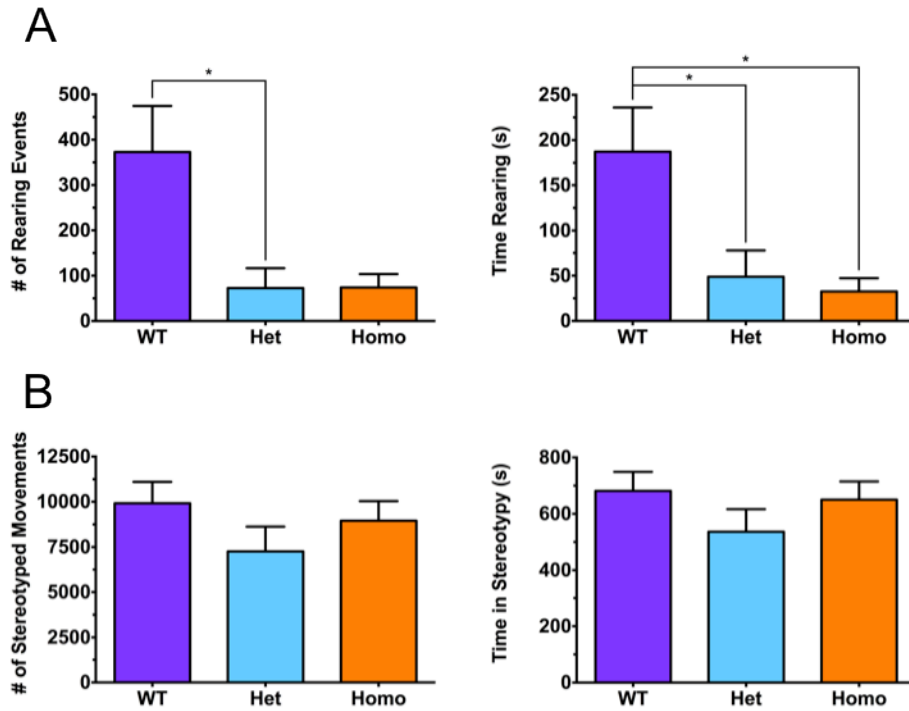 A
# of Rearing Events
500
400
300
200
100
0
*
WT Het Homo
Time Rearing (s)
250
200
150
100
50
0
*
*
WT Het Homo
B
# of Stereotyped Movements
12500
10000
7500
5000
2500
0
WT Het Homo
Time in Stereotypy (s)
800
600
400
200
0
WT Het Homo